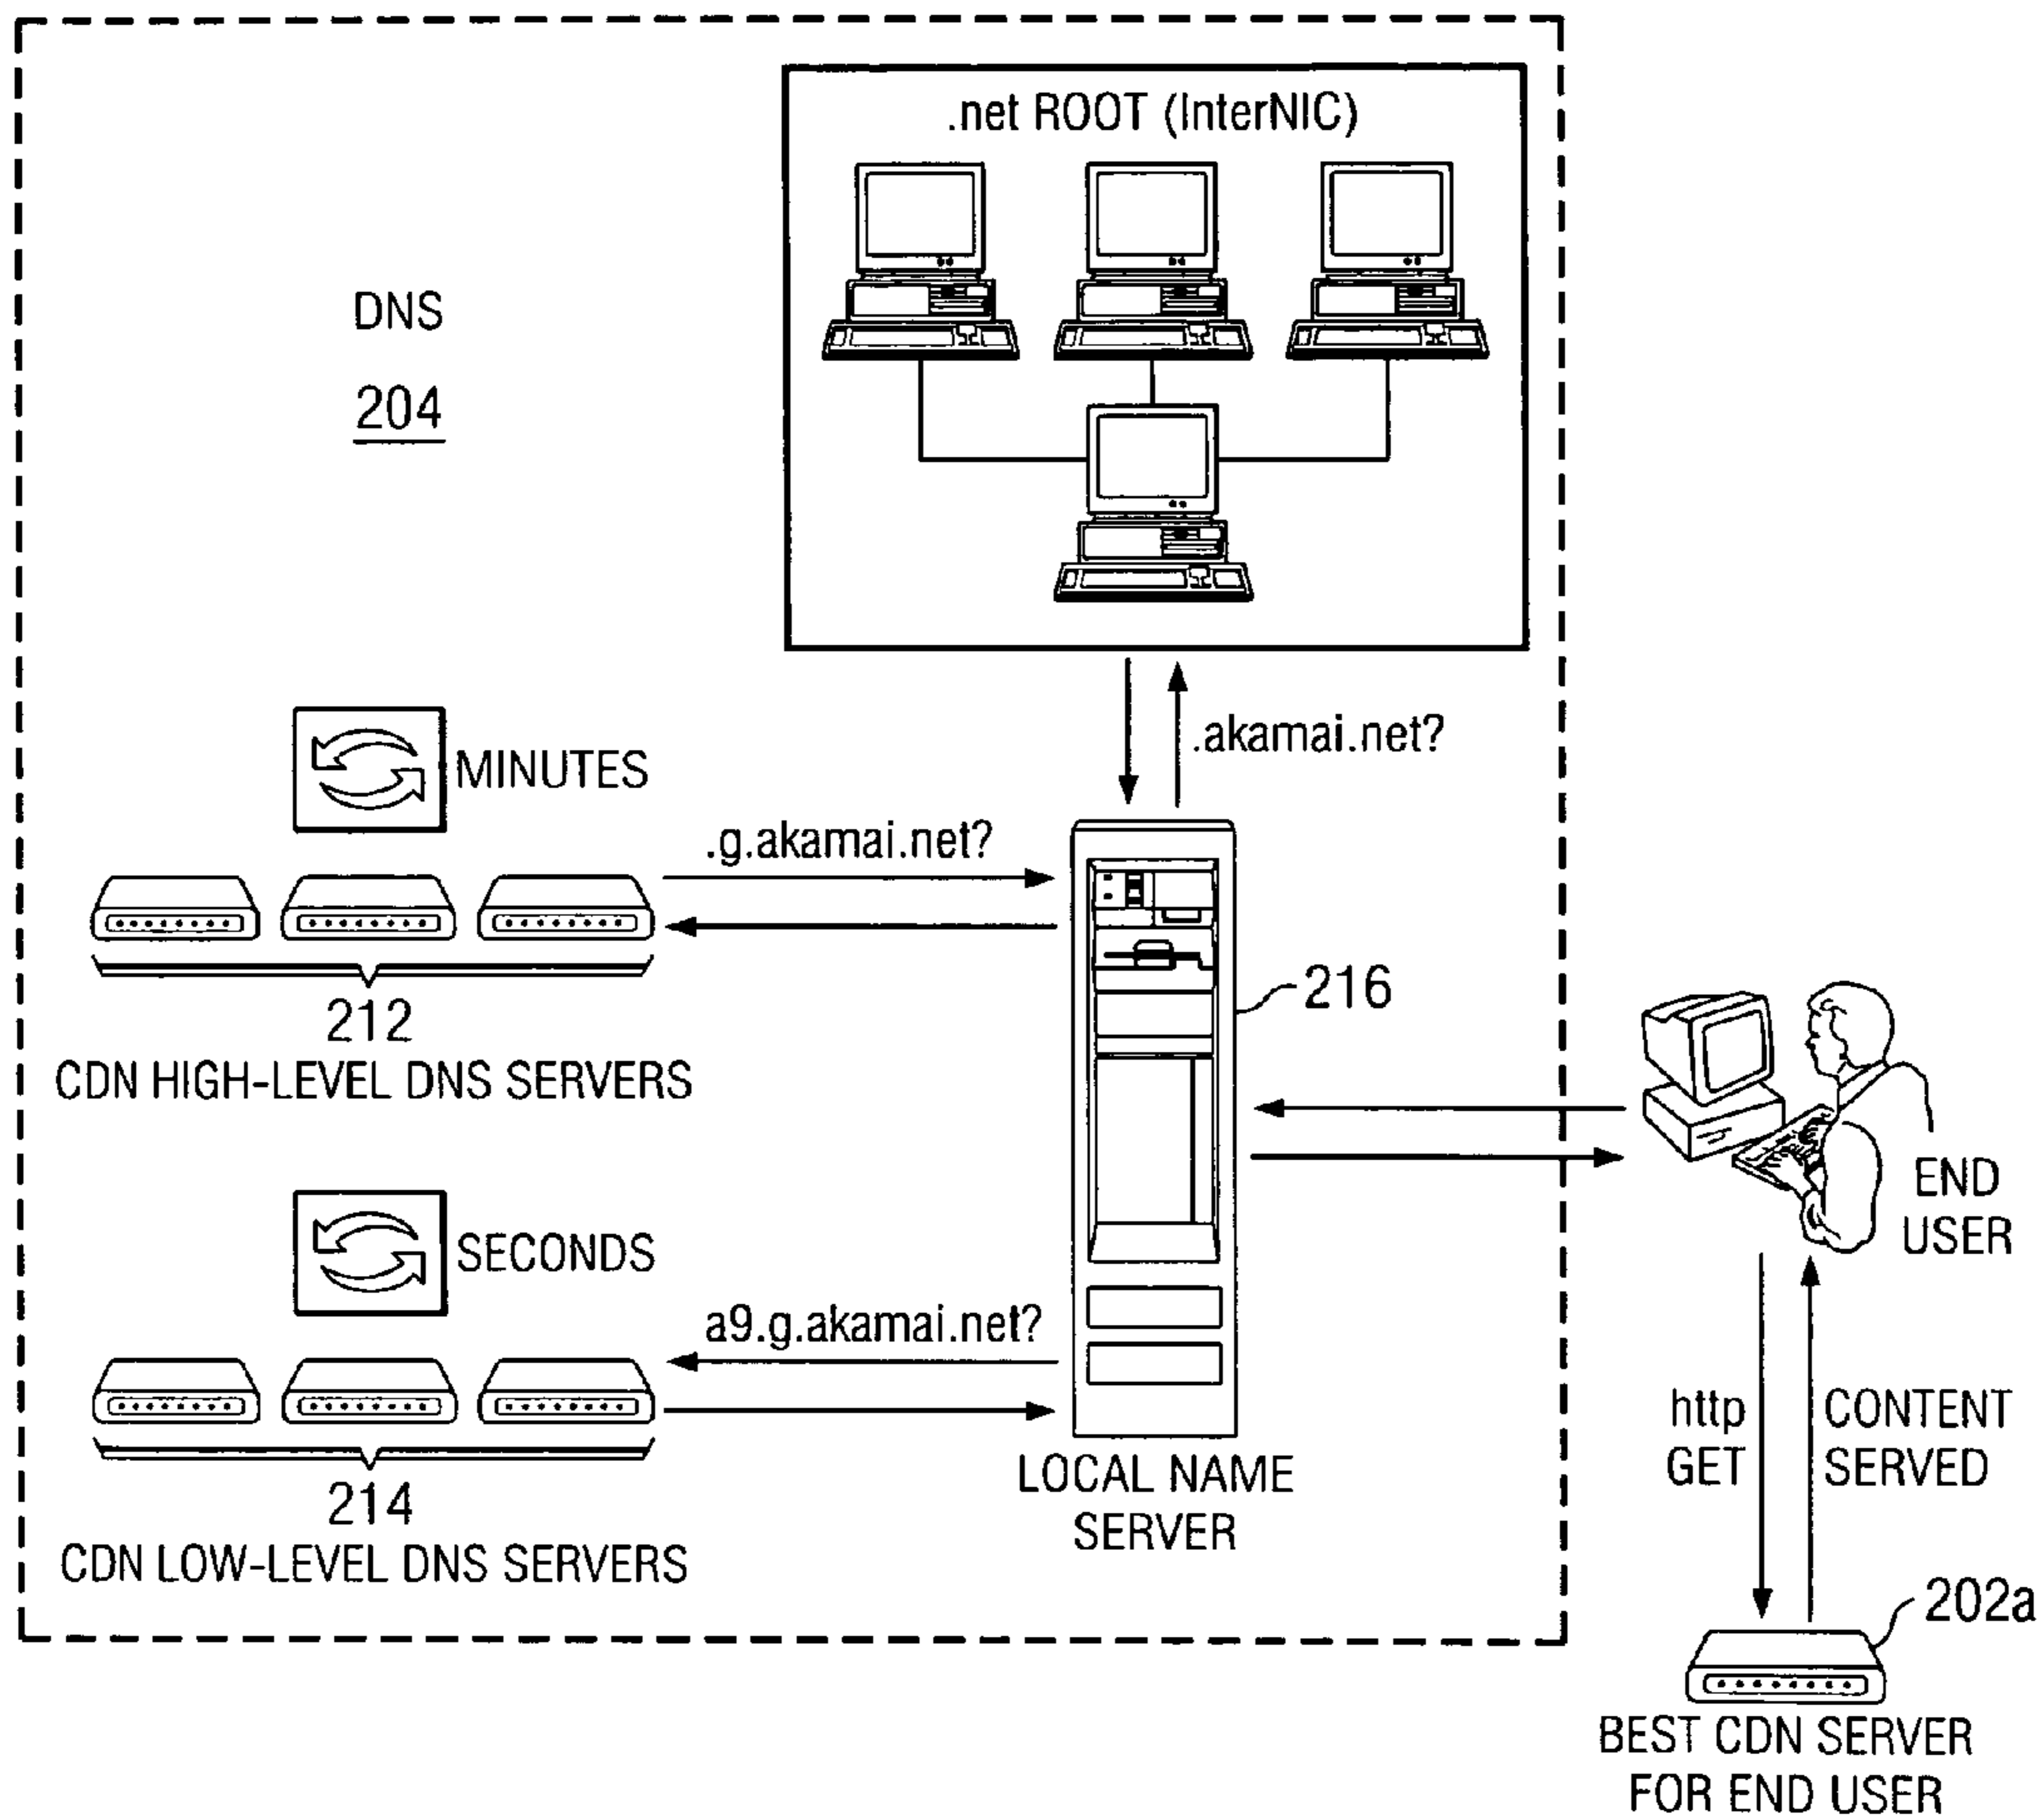 .net ROOT (InterNIC)
DNS
204
.akamai.net?
MINUTES
.g.akamai.net?
212
CDN HIGH-LEVEL DNS SERVERS
216
END
USER
SECONDS
a9.g.akamai.net?
214
CDN LOW-LEVEL DNS SERVERS
LOCAL NAME
SERVER
http
GET
CONTENT
SERVED
202a
BEST CDN SERVER
FOR END USER